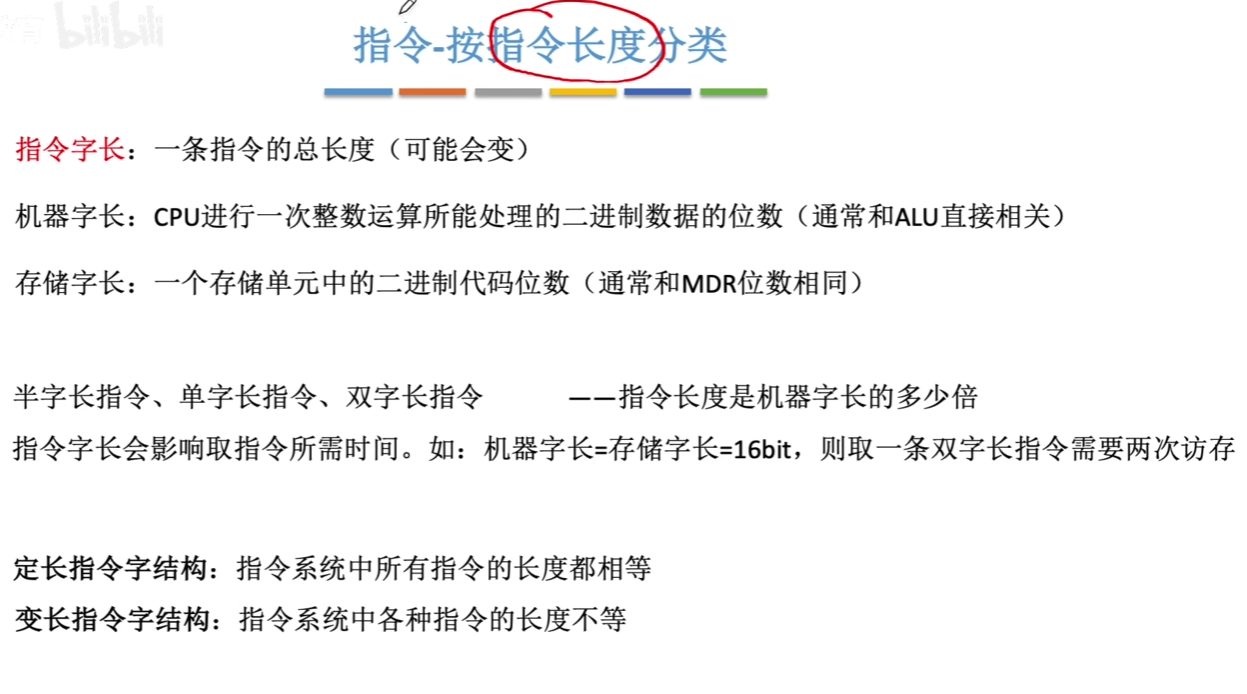 bilibili
指令-按指令长度分类
指令字长：一条指令的总长度（可能会变）
机器字长：CPU进行一次整数运算所能处理的二进制数据的位数（通常和ALU直接相关）
存储字长：一个存储单元中的二进制代码位数（通常和MDR位数相同）
半字长指令、单字长指令、双字长指令 ——指令长度是机器字长的多少倍
指令字长会影响取指令所需时间。如：机器字长=存储字长=16bit，则取一条双字长指令需要两次访存
定长指令字结构：指令系统中所有指令的长度都相等
变长指令字结构：指令系统中各种指令的长度不等